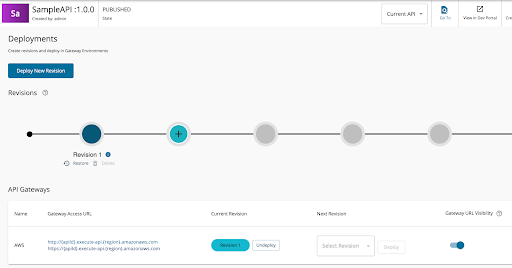 Sa
SampleAPI :1.0.0
Created by: admin
PUBLISHED
State
Current API
Go To
View in Dev Portal
Deployments
Create revisions and deploy in Gateway Environments
Deploy New Revision
Revisions
Revision 1
Restore Delete
API Gateways
Name Gateway Access URL Current Revision Next Revision Gateway URL Visibility
AWS
http://{apiId}.execute-api.{region}.amazonaws.com
https://{apiId}.execute-api.{region}.amazonaws.com
Revision 1 Undeploy Select Revision Deploy